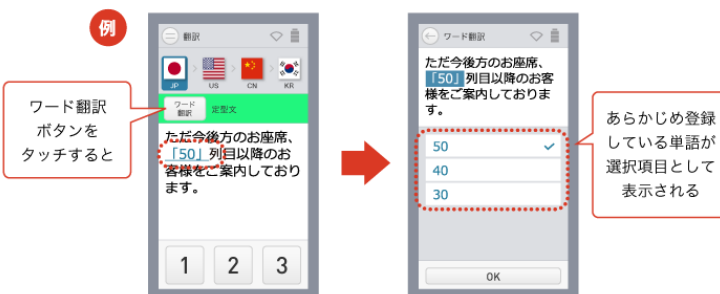 例
翻訳
JP
US
CN
KR
ワード
翻訳
定型文
ワード翻訳
ボタンを
タッチすると
ただ今後方のお座席、
「50」列目以降のお
客様をご案内しており
ます。
1 2 3
ワード翻訳
ただ今後方のお座席、
「50」列目以降のお客
様をご案内しておりま
す。
50
40
30
OK
あらかじめ登録
している単語が
選択項目として
表示される